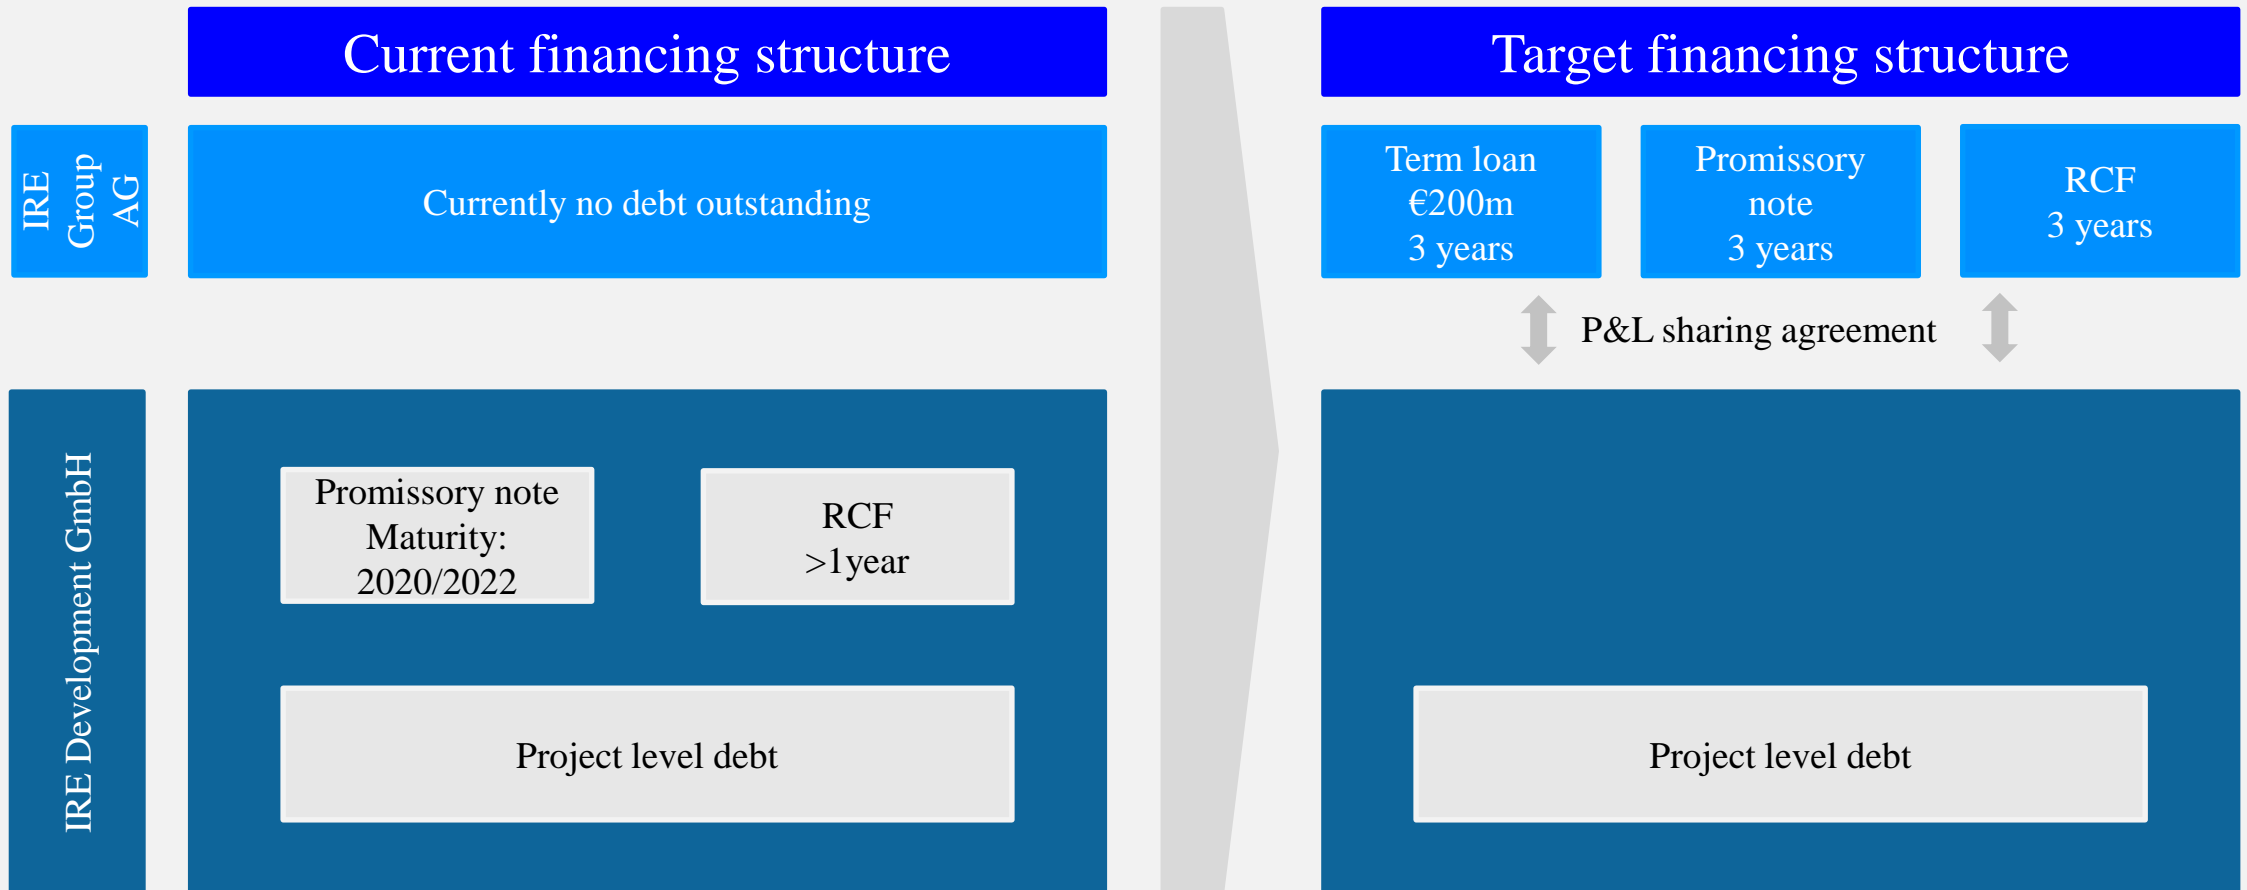 Current financing structure
Target financing structure
IRE
Group
AG
Currently no debt outstanding
Term loan
€200m
3 years
Promissory
note
3 years
RCF
3 years
P&L sharing agreement
IRE Development GmbH
Promissory note
Maturity:
2020/2022
RCF
>1year
Project level debt
Project level debt